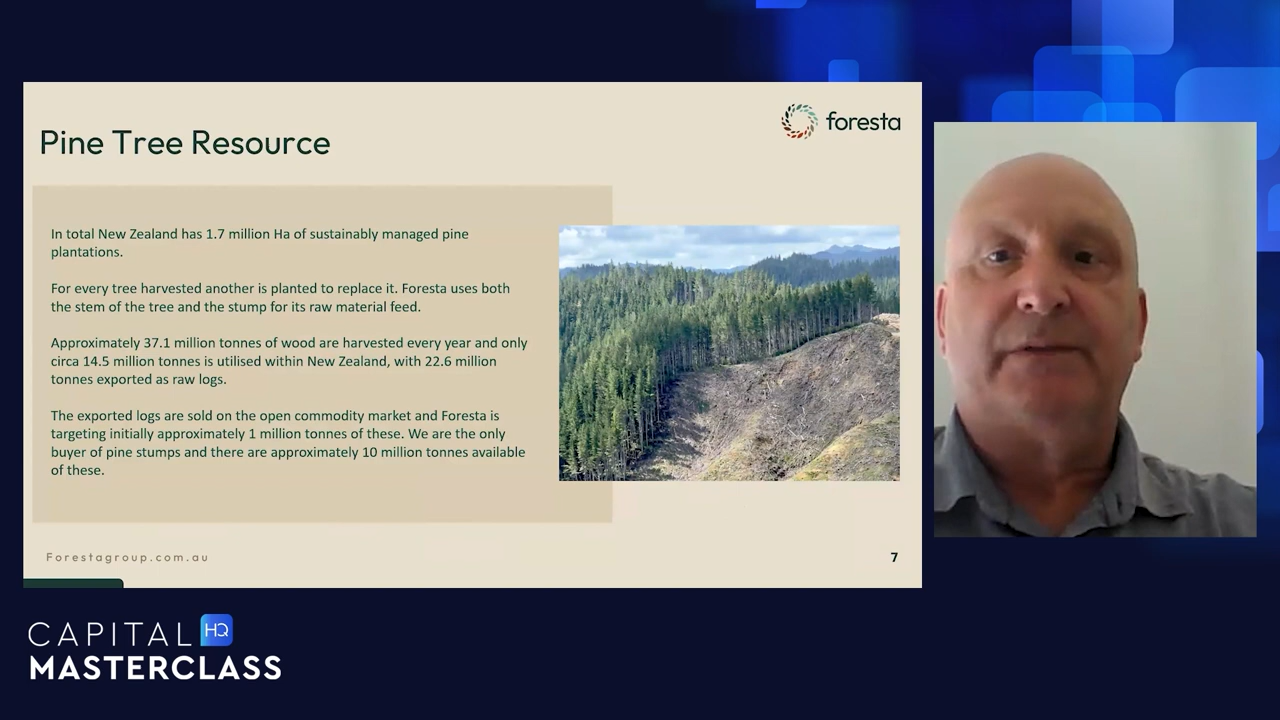 Pine Tree Resource
foresta
In total New Zealand has 1.7 million Ha of sustainably managed pine
plantations.
For every tree harvested another is planted to replace it. Foresta uses both
the stem of the tree and the stump for its raw material feed.
Approximately 37.1 million tonnes of wood are harvested every year and only
circa 14.5 million tonnes is utilised within New Zealand, with 22.6 million
tonnes exported as raw logs.
The exported logs are sold on the open commodity market and Foresta is
targeting initially approximately 1 million tonnes of these. We are the only
buyer of pine stumps and there are approximately 10 million tonnes available
of these.
Forestagroup.com.au
7
CAPITAL HQ
MASTERCLASS